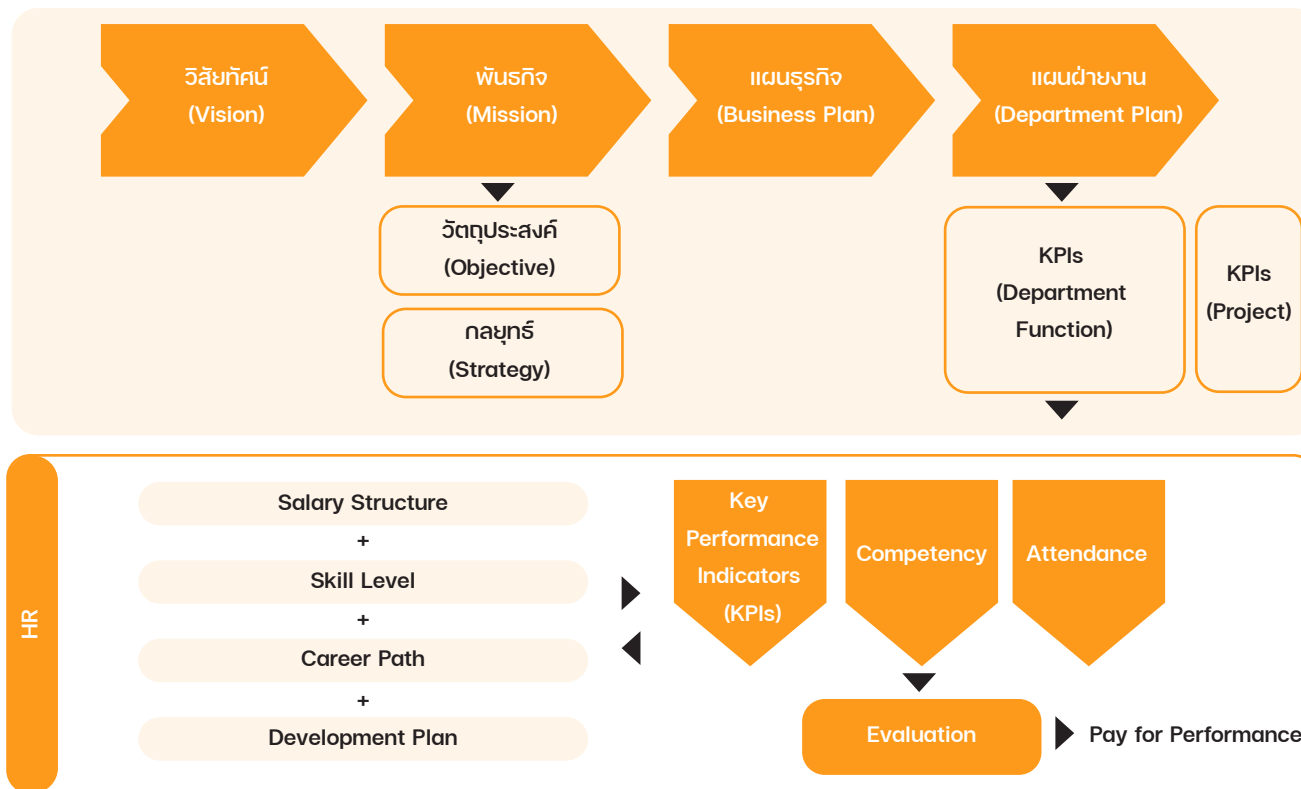 วิสัยทัศน์
(Vision)
พันธกิจ
(Mission)
แผนธุรกิจ
(Business Plan)
แผนฝ่ายงาน
(Department Plan)
วัตถุประสงค์
(Objective)
กลยุทธ์
(Strategy)
KPIs
(Department
Function)
KPIs
(Project)
HR
Salary Structure
+
Skill Level
+
Career Path
+
Development Plan
Key
Performance
Indicators
(KPIs)
Competency
Attendance
Evaluation
Pay for Performance